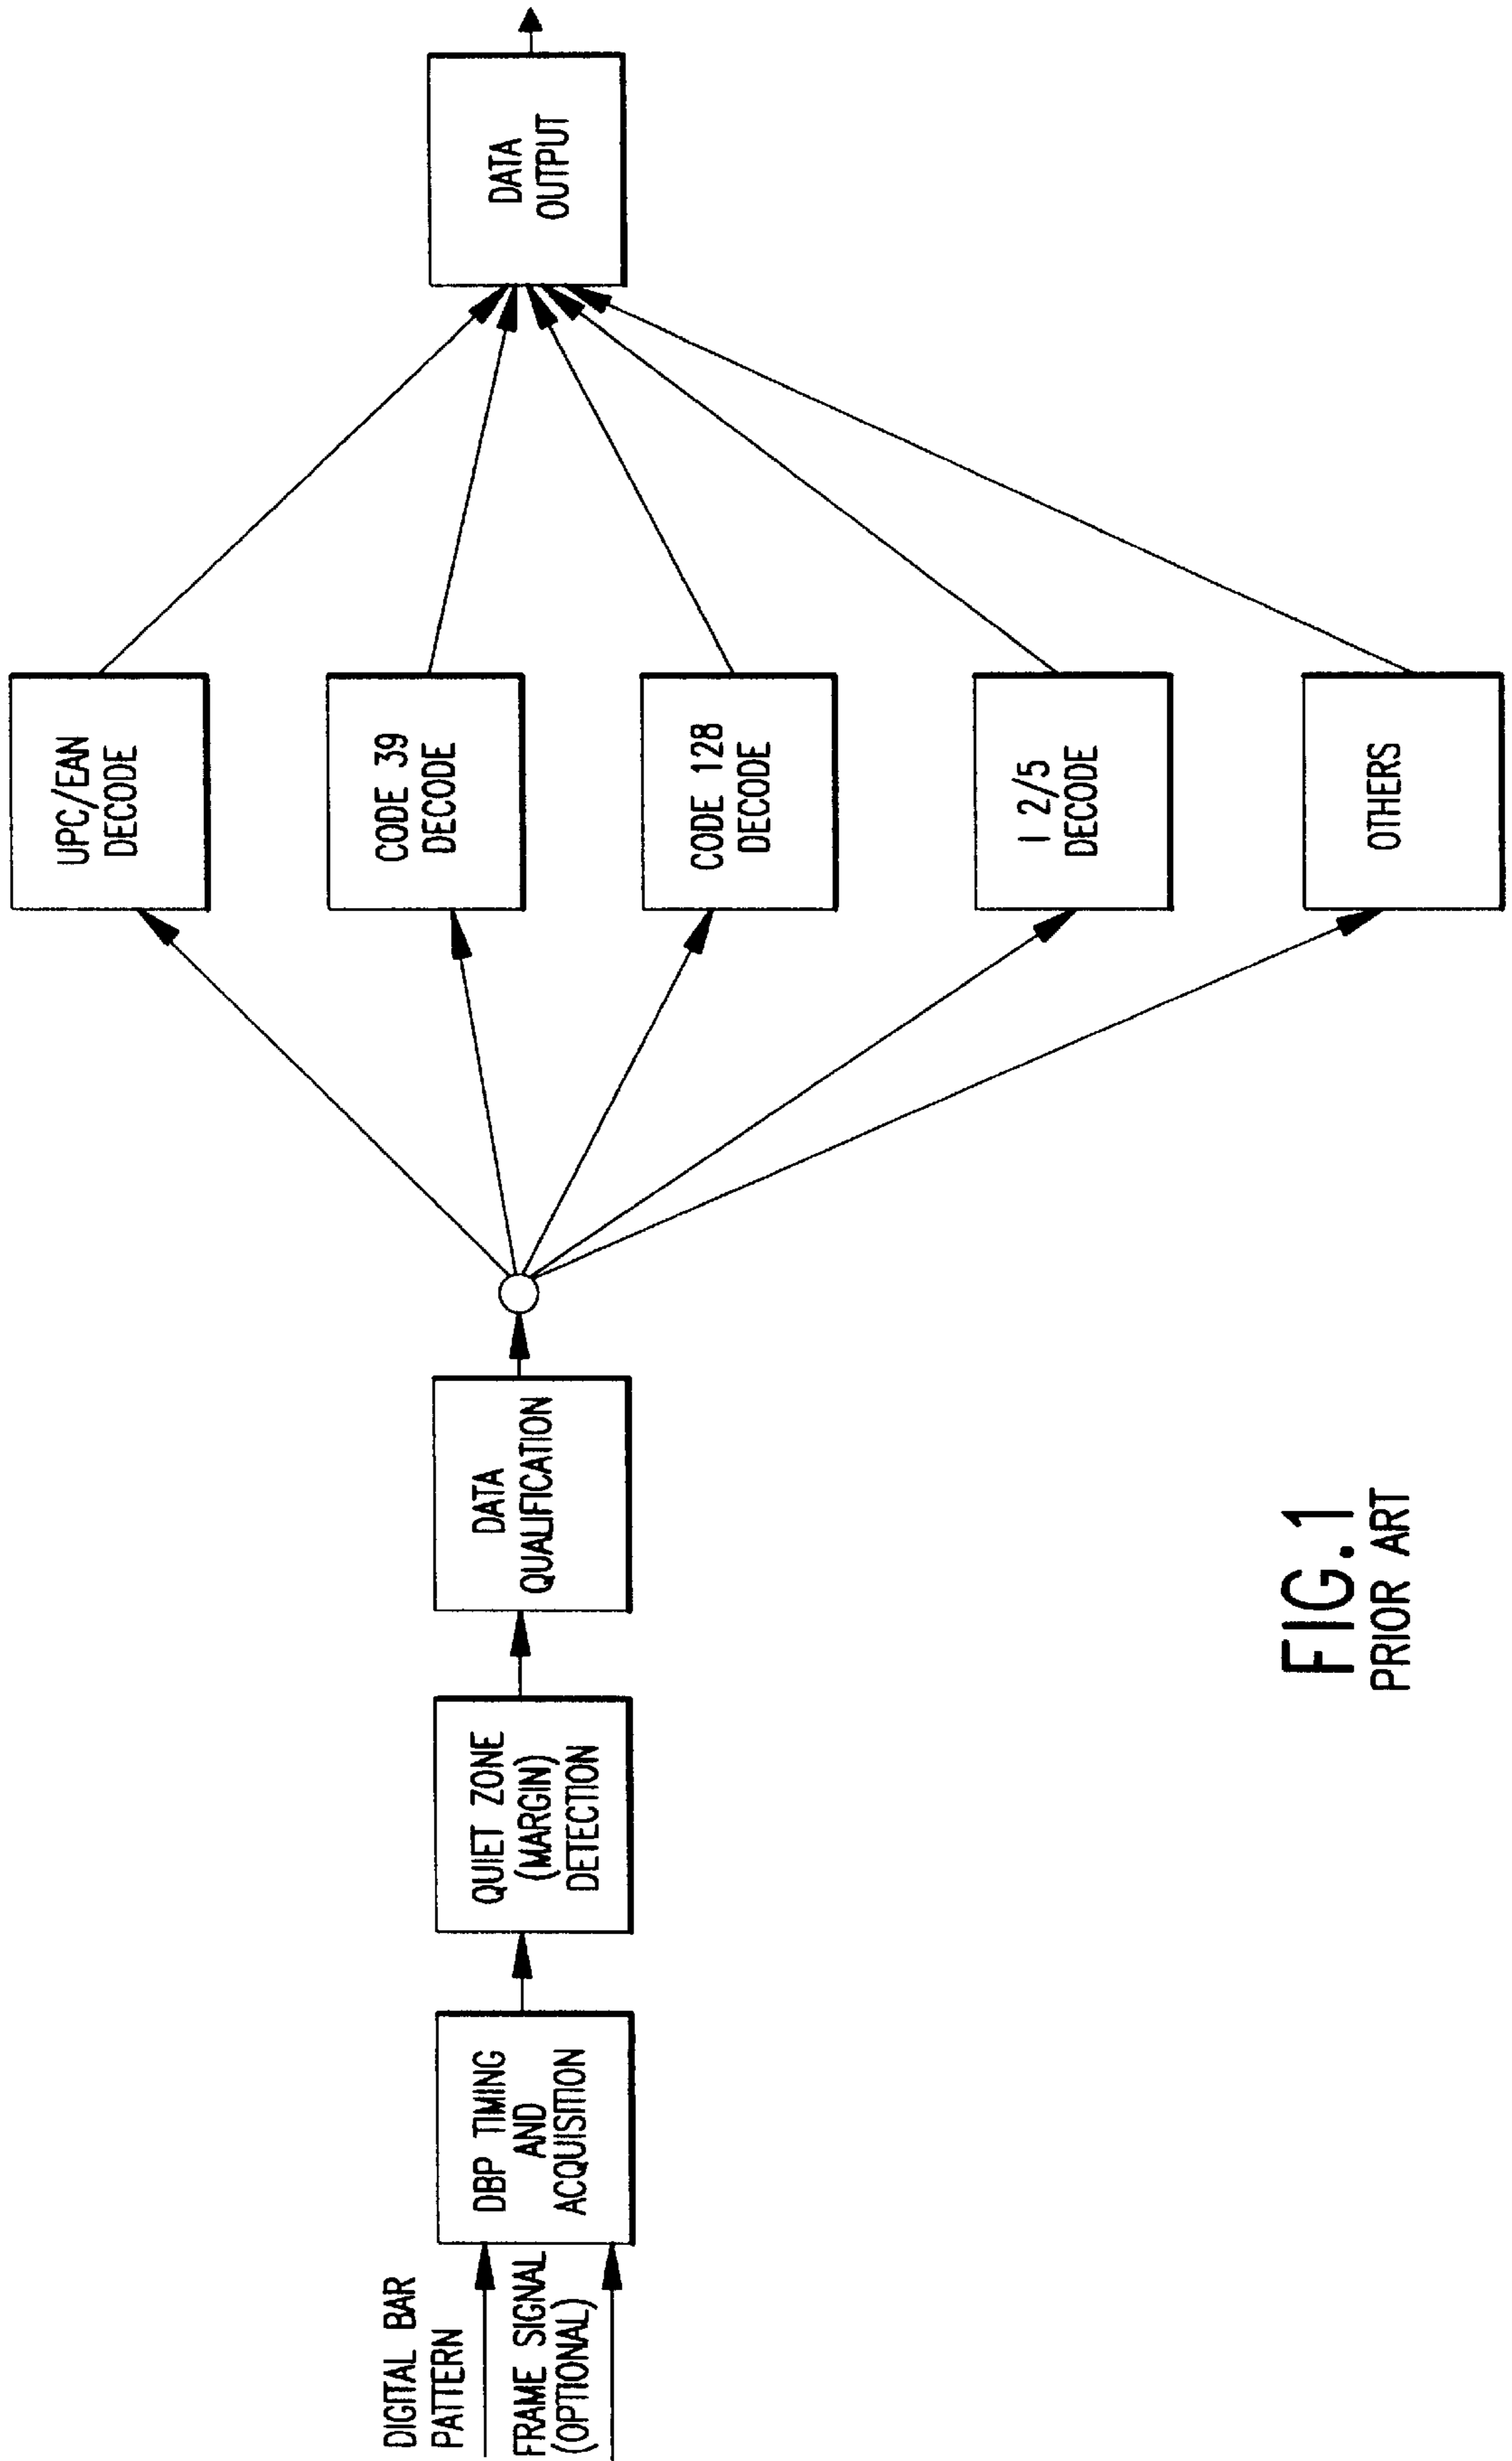 DIGITAL BAR
PATTERN
FRAME SIGNAL
(OPTIONAL)
DBP TIMING
AND
ACQUISITION
QUIET ZONE
(MARGIN)
DETECTION
DATA
QUALIFICATION
UPC/EAN
DECODE
CODE 39
DECODE
CODE 128
DECODE
I 2/5
DECODE
OTHERS
DATA
OUTPUT
FIG.1
PRIOR ART